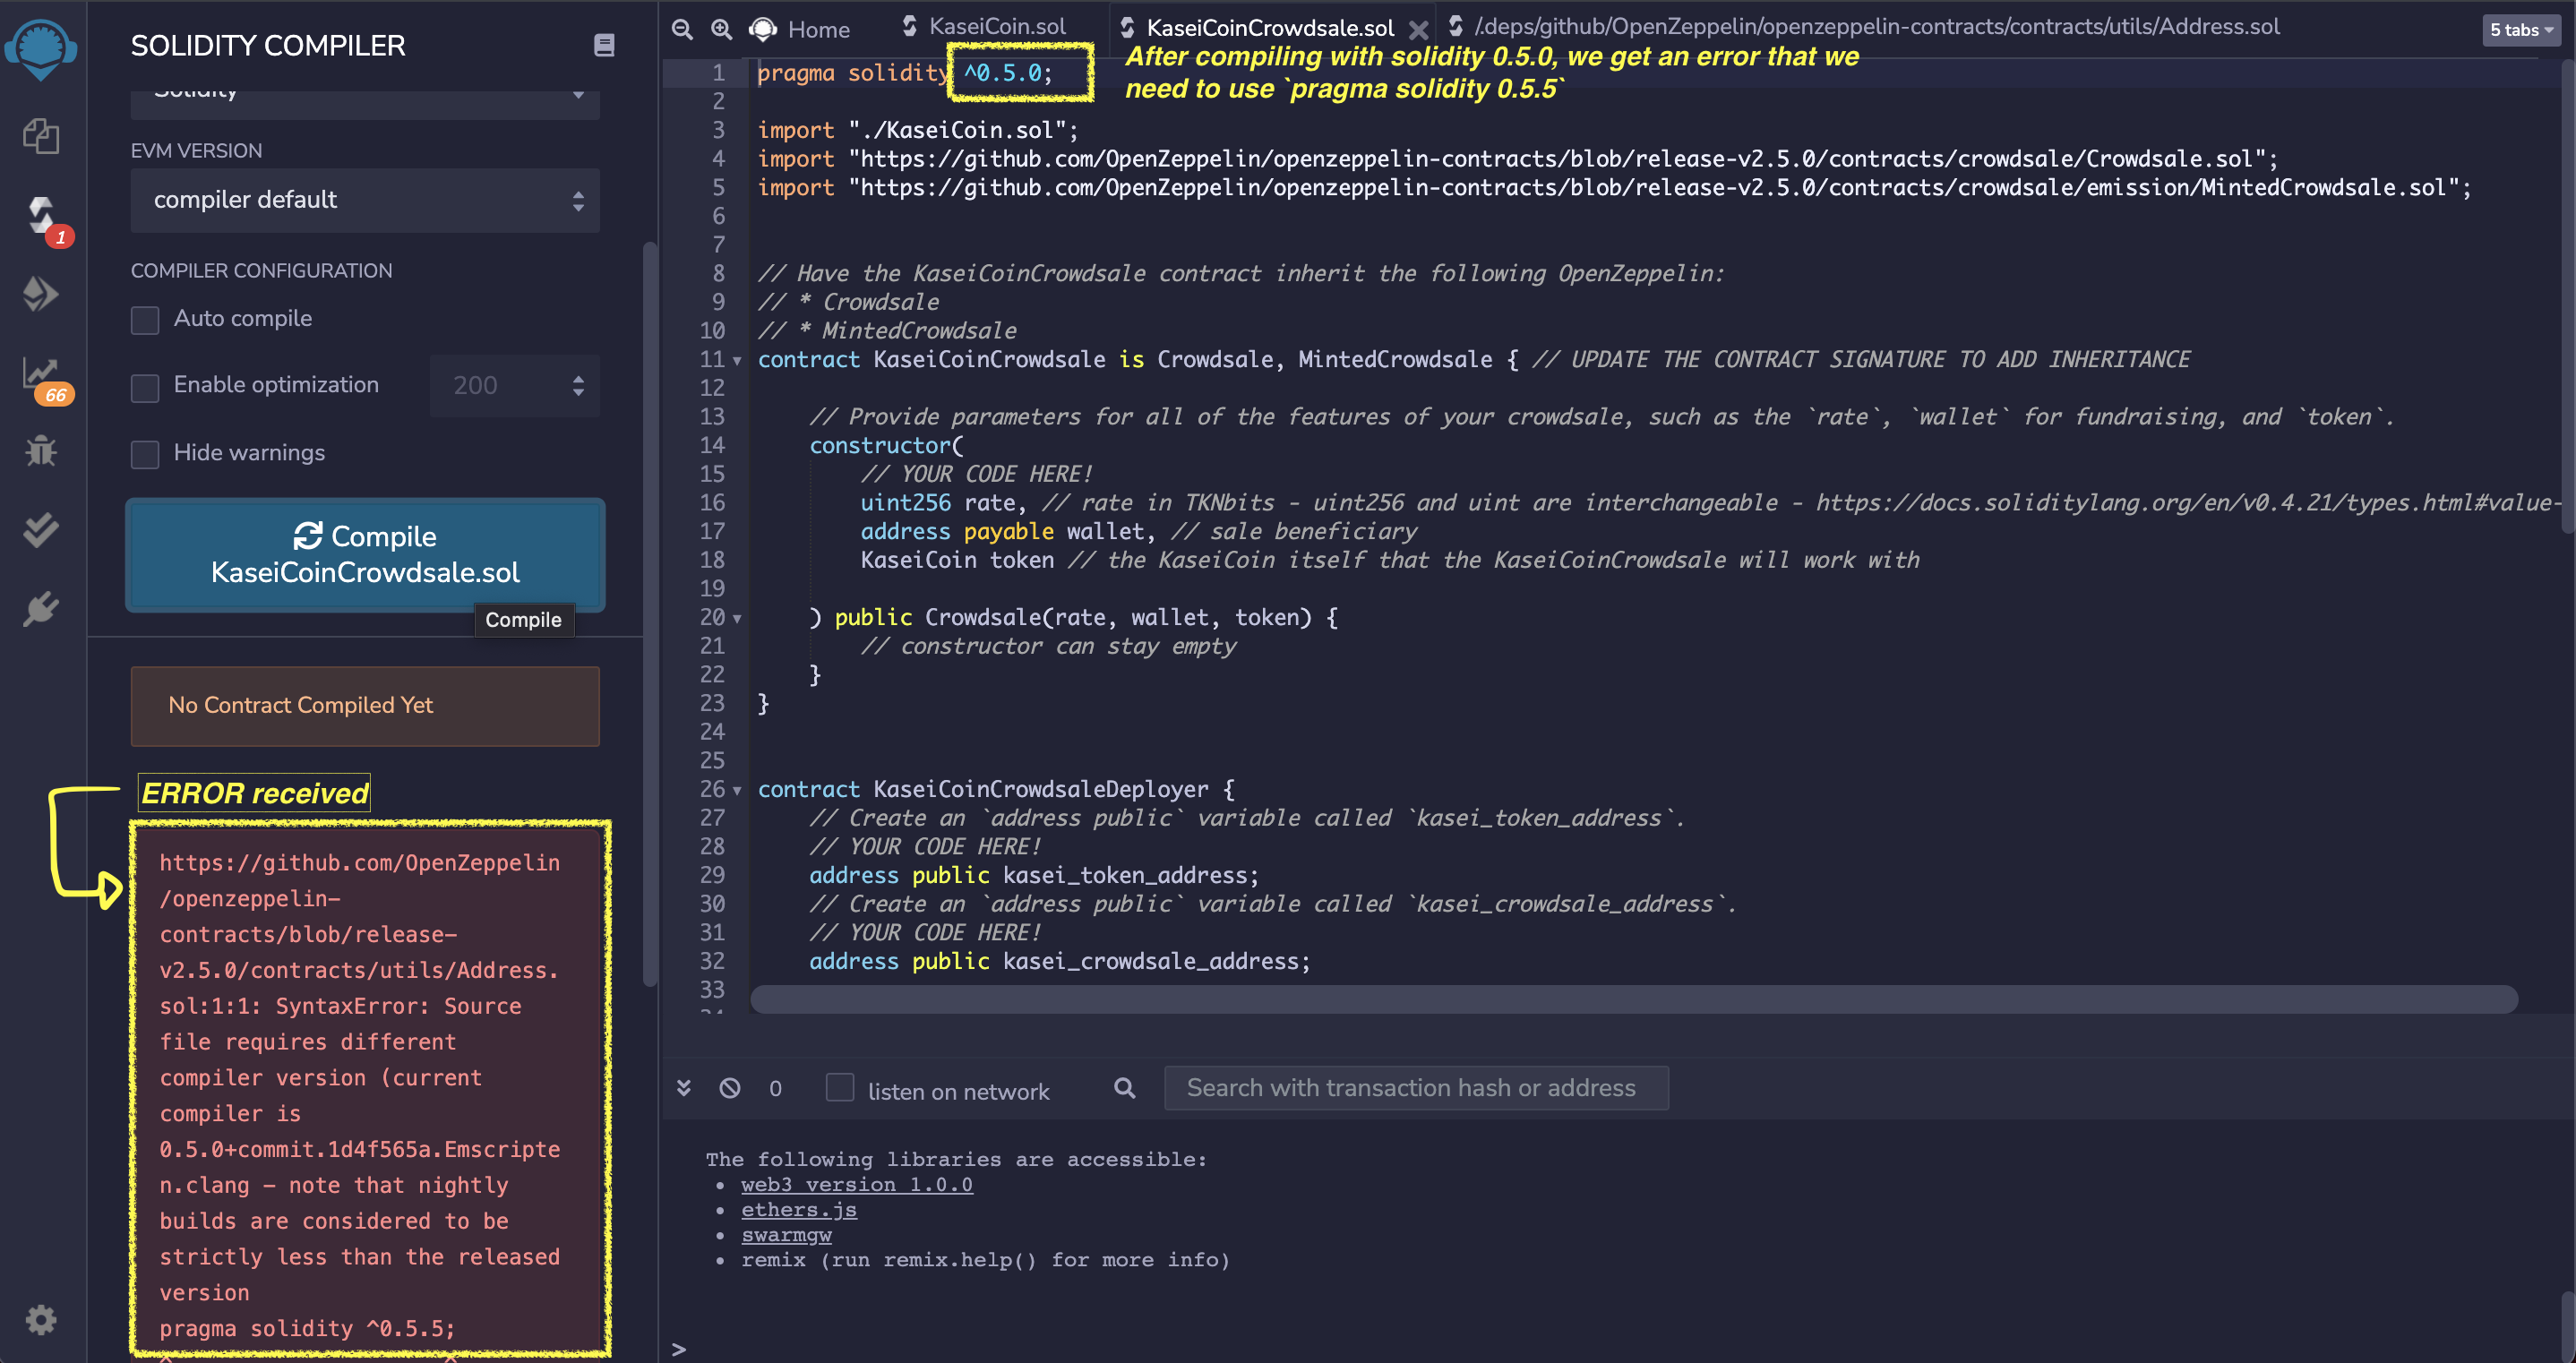 SOLIDITY COMPILER
Solidity
EVM VERSION
compiler default
1
COMPILER CONFIGURATION
Auto compile
Enable optimization
200
66
Hide warnings
Compile
KaseiCoinCrowdsale.sol
Compile
No Contract Compiled Yet
ERROR received
https://github.com/OpenZeppelin
/openzeppelin-
contracts/blob/release-
v2.5.0/contracts/utils/Address.
sol:1:1: SyntaxError: Source
file requires different
compiler version (current
compiler is
0.5.0+commit.1d4f565a.Emscripte
n.clang - note that nightly
builds are considered to be
strictly less than the released
version
pragma solidity ^0.5.5;
Home
KaseiCoin.sol
KaseiCoinCrowdsale.sol
/.deps/github/OpenZeppelin/openzeppelin-contracts/contracts/utils/Address.sol
5 tabs
After compiling with solidity 0.5.0, we get an error that we
need to use `pragma solidity 0.5.5`
1 pragma solidity ^0.5.0;
2
3 import "./KaseiCoin.sol";
4 import "https://github.com/OpenZeppelin/openzeppelin-contracts/blob/release-v2.5.0/contracts/crowdsale/Crowdsale.sol";
5 import "https://github.com/OpenZeppelin/openzeppelin-contracts/blob/release-v2.5.0/contracts/crowdsale/emission/MintedCrowdsale.sol";
6
7
8 // Have the KaseiCoinCrowdsale contract inherit the following OpenZeppelin:
9 // * Crowdsale
10 // * MintedCrowdsale
11 contract KaseiCoinCrowdsale is Crowdsale, MintedCrowdsale { // UPDATE THE CONTRACT SIGNATURE TO ADD INHERITANCE
12
13 // Provide parameters for all of the features of your crowdsale, such as the `rate`, `wallet` for fundraising, and `token`.
14 constructor(
15 // YOUR CODE HERE!
16 uint256 rate, // rate in TKNbits - uint256 and uint are interchangeable - https://docs.soliditylang.org/en/v0.4.21/types.html#value-
17 address payable wallet, // sale beneficiary
18 KaseiCoin token // the KaseiCoin itself that the KaseiCoinCrowdsale will work with
19
20 ) public Crowdsale(rate, wallet, token) {
21 // constructor can stay empty
22 }
23 }
24
25
26 contract KaseiCoinCrowdsaleDeployer {
27 // Create an `address public` variable called `kasei_token_address`.
28 // YOUR CODE HERE!
29 address public kasei_token_address;
30 // Create an `address public` variable called `kasei_crowdsale_address`.
31 // YOUR CODE HERE!
32 address public kasei_crowdsale_address;
33
0
listen on network
Search with transaction hash or address
The following libraries are accessible:
• web3 version 1.0.0
• ethers.js
• swarmgw
• remix (run remix.help() for more info)
>